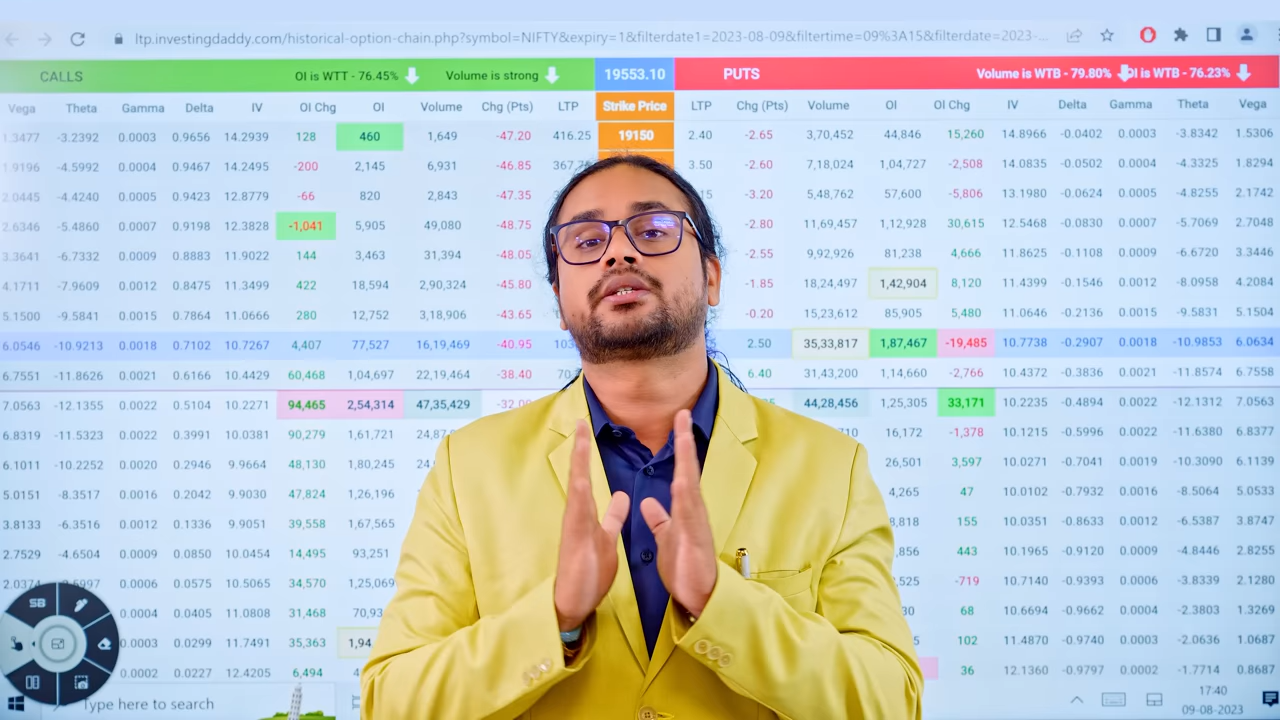 ltp.investingdaddy.com/historical-option-chain.php?symbol=NIFTY&expiry=1&filterdate1=2023-08-09&filtertime=09%3A15&filterdate=2023-...
CALLS OI is WTT - 76.45% Volume is strong 19553.10 PUTS Volume is WTB - 79.80% OI is WTB - 76.23%
Vega Theta Gamma Delta IV OI Chg OI Volume Chg (Pts) LTP Strike Price LTP Chg (Pts) Volume OI OI Chg IV Delta Gamma Theta Vega
1.3477 -3.2392 0.0003 0.9656 14.2939 128 460 1,649 -47.20 416.25 19150 2.40 -2.65 3,70,452 44,846 15,260 14.8966 -0.0402 0.0003 -3.8342 1.5306
1.9196 -4.5992 0.0004 0.9467 14.2495 -200 2,145 6,931 -46.85 3.50 -2.60 7,18,024 1,04,727 -2,508 14.0835 -0.0502 0.0004 -4.3325 1.8294
2.0445 -4.4240 0.0005 0.9423 12.8779 -66 820 2,843 -47.35 -3.20 5,48,762 57,600 -5,806 13.1980 -0.0624 0.0005 -4.8255 2.1742
2.6346 -5.4860 0.0007 0.9198 12.3828 -1,041 5,905 49,080 -48.75 -2.80 11,69,457 1,12,928 30,615 12.5468 -0.0830 0.0007 -5.7069 2.7048
3.3641 -6.7332 0.0009 0.8883 11.9022 144 3,463 31,394 -48.05 -2.55 9,92,926 81,238 4,666 11.8625 -0.1108 0.0009 -6.6720 3.3446
4.1711 -7.9609 0.0012 0.8475 11.3499 422 18,594 2,90,324 -45.80 -1.85 18,24,497 1,42,904 8,120 11.4399 -0.1546 0.0012 -8.0958 4.2084
5.1500 -9.5841 0.0015 0.7864 11.0666 280 12,752 3,18,906 -43.65 -0.20 15,23,612 85,905 5,480 11.0646 -0.2136 0.0015 -9.5831 5.1504
6.0546 -10.9213 0.0018 0.7102 10.7267 4,407 77,527 16,19,469 -40.95 2.50 35,33,817 1,87,467 -19,485 10.7738 -0.2907 0.0018 -10.9853 6.0634
6.7551 -11.8626 0.0021 0.6166 10.4429 60,468 1,04,697 22,19,464 -38.40 6.40 31,43,200 1,14,660 -2,766 10.4372 -0.3836 0.0021 -11.8574 6.7558
7.0563 -12.1355 0.0022 0.5104 10.2271 94,465 2,54,314 47,35,429 -32.00 44,28,456 1,25,305 33,171 10.2235 -0.4894 0.0022 -12.1312 7.0563
6.8319 -11.5323 0.0022 0.3991 10.0381 90,279 1,61,721 16,172 -1,378 10.1215 -0.5996 0.0022 -11.6380 6.8377
6.1011 -10.2252 0.0020 0.2946 9.9664 48,130 1,80,245 26,501 3,597 10.0271 -0.7041 0.0019 -10.3090 6.1139
5.0151 -8.3517 0.0016 0.2042 9.9030 47,824 1,26,196 47 10.0102 -0.7932 0.0016 -8.5064 5.0533
3.8133 -6.3516 0.0012 0.1336 9.9051 39,558 1,67,565 155 10.0351 -0.8633 0.0012 -6.5387 3.8747
2.7529 -4.6504 0.0009 0.0850 10.0454 14,495 93,251 443 10.1965 -0.9120 0.0009 -4.8446 2.8255
2.0374 0.0006 0.0575 10.5065 34,570 1,25,069 -719 10.7140 -0.9393 0.0006 -3.8339 2.1280
0.0004 0.0405 11.0808 31,468 68 10.6694 -0.9662 0.0004 -2.3803 1.3269
0.0003 0.0299 11.7491 35,363 102 11.4870 -0.9740 0.0003 -2.0636 1.0687
0.0002 0.0227 12.4205 6,494 36 12.1360 -0.9797 0.0002 -1.7714 0.8687
SB
Type here to search
17:40
09-08-2023